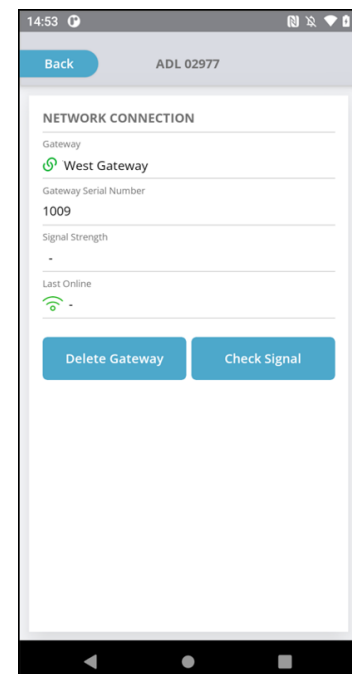 14:53
Back
ADL 02977
NETWORK CONNECTION
Gateway
West Gateway
Gateway Serial Number
1009
Signal Strength
-
Last Online
-
Delete Gateway
Check Signal